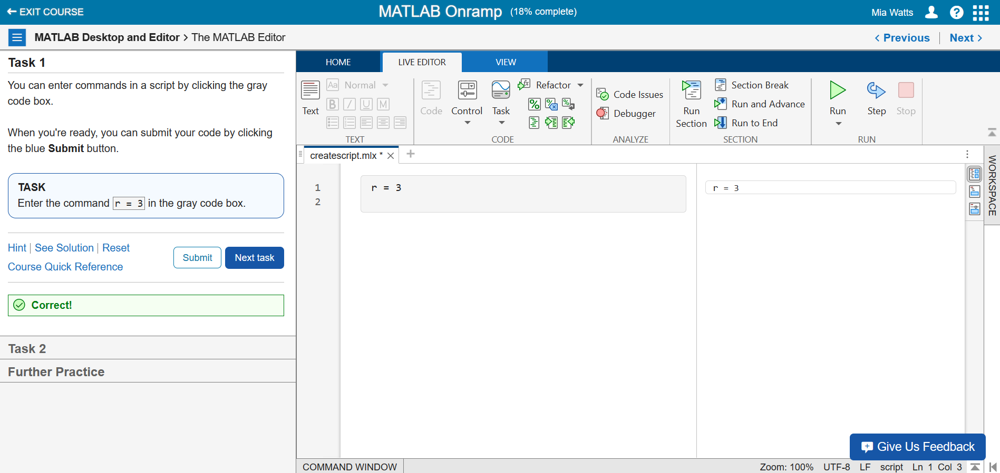 EXIT COURSE
MATLAB Onramp (18% complete)
Mia Watts
MATLAB Desktop and Editor > The MATLAB Editor
Previous
Next
Task 1
You can enter commands in a script by clicking the gray
code box.
When you're ready, you can submit your code by clicking
the blue Submit button.
TASK
Enter the command r = 3 in the gray code box.
Hint | See Solution | Reset
Course Quick Reference
Submit
Next task
Correct!
Task 2
Further Practice
HOME
LIVE EDITOR
VIEW
Text
Aa Normal
B I U M
TEXT
Code
Control
Task
Refactor
CODE
Code Issues
Debugger
ANALYZE
Run
Section
Section Break
Run and Advance
Run to End
SECTION
Run
Step
Stop
RUN
createscript.mlx *
1
2
r = 3
r = 3
WORKSPACE
Give Us Feedback
COMMAND WINDOW
Zoom: 100% UTF-8 LF script Ln 1 Col 3